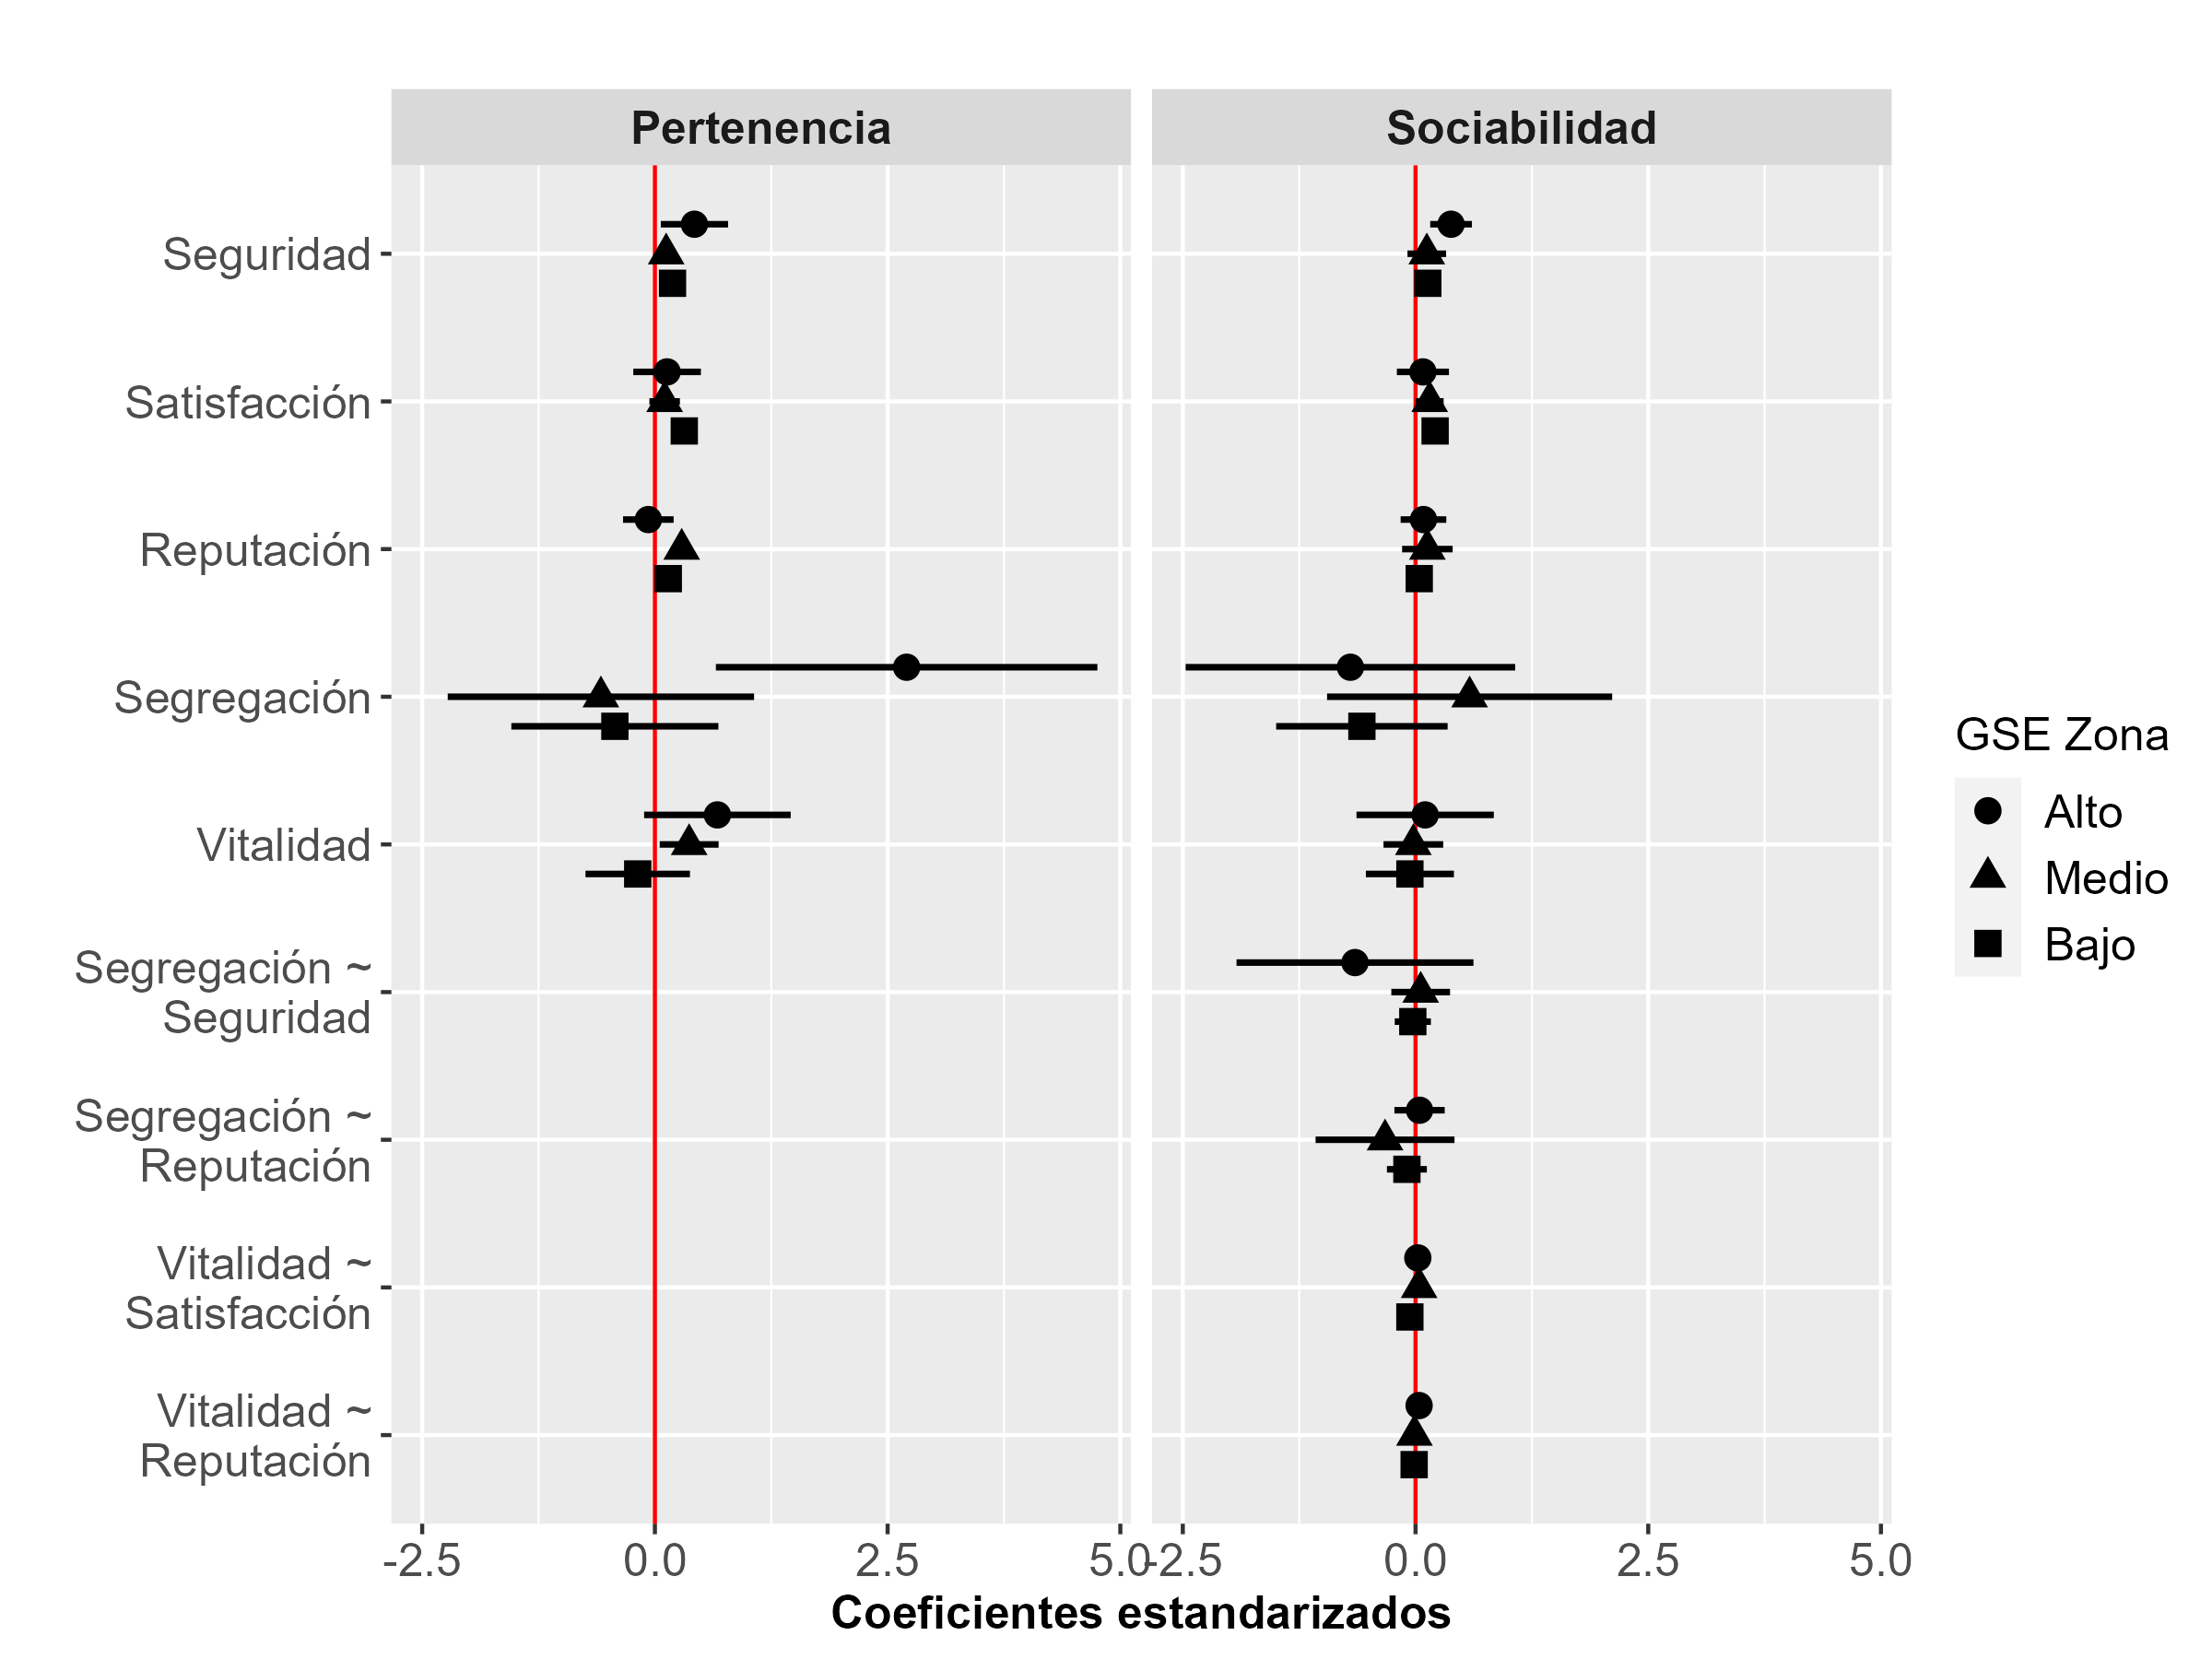 Pertenencia
Sociabilidad
Seguridad
Satisfacción
Reputación
Segregación
Vitalidad
Segregación ~
Seguridad
Segregación ~
Reputación
Vitalidad ~
Satisfacción
Vitalidad ~
Reputación
-2.5 0.0 2.5 5.0
-2.5 0.0 2.5 5.0
Coeficientes estandarizados
GSE Zona
Alto
Medio
Bajo